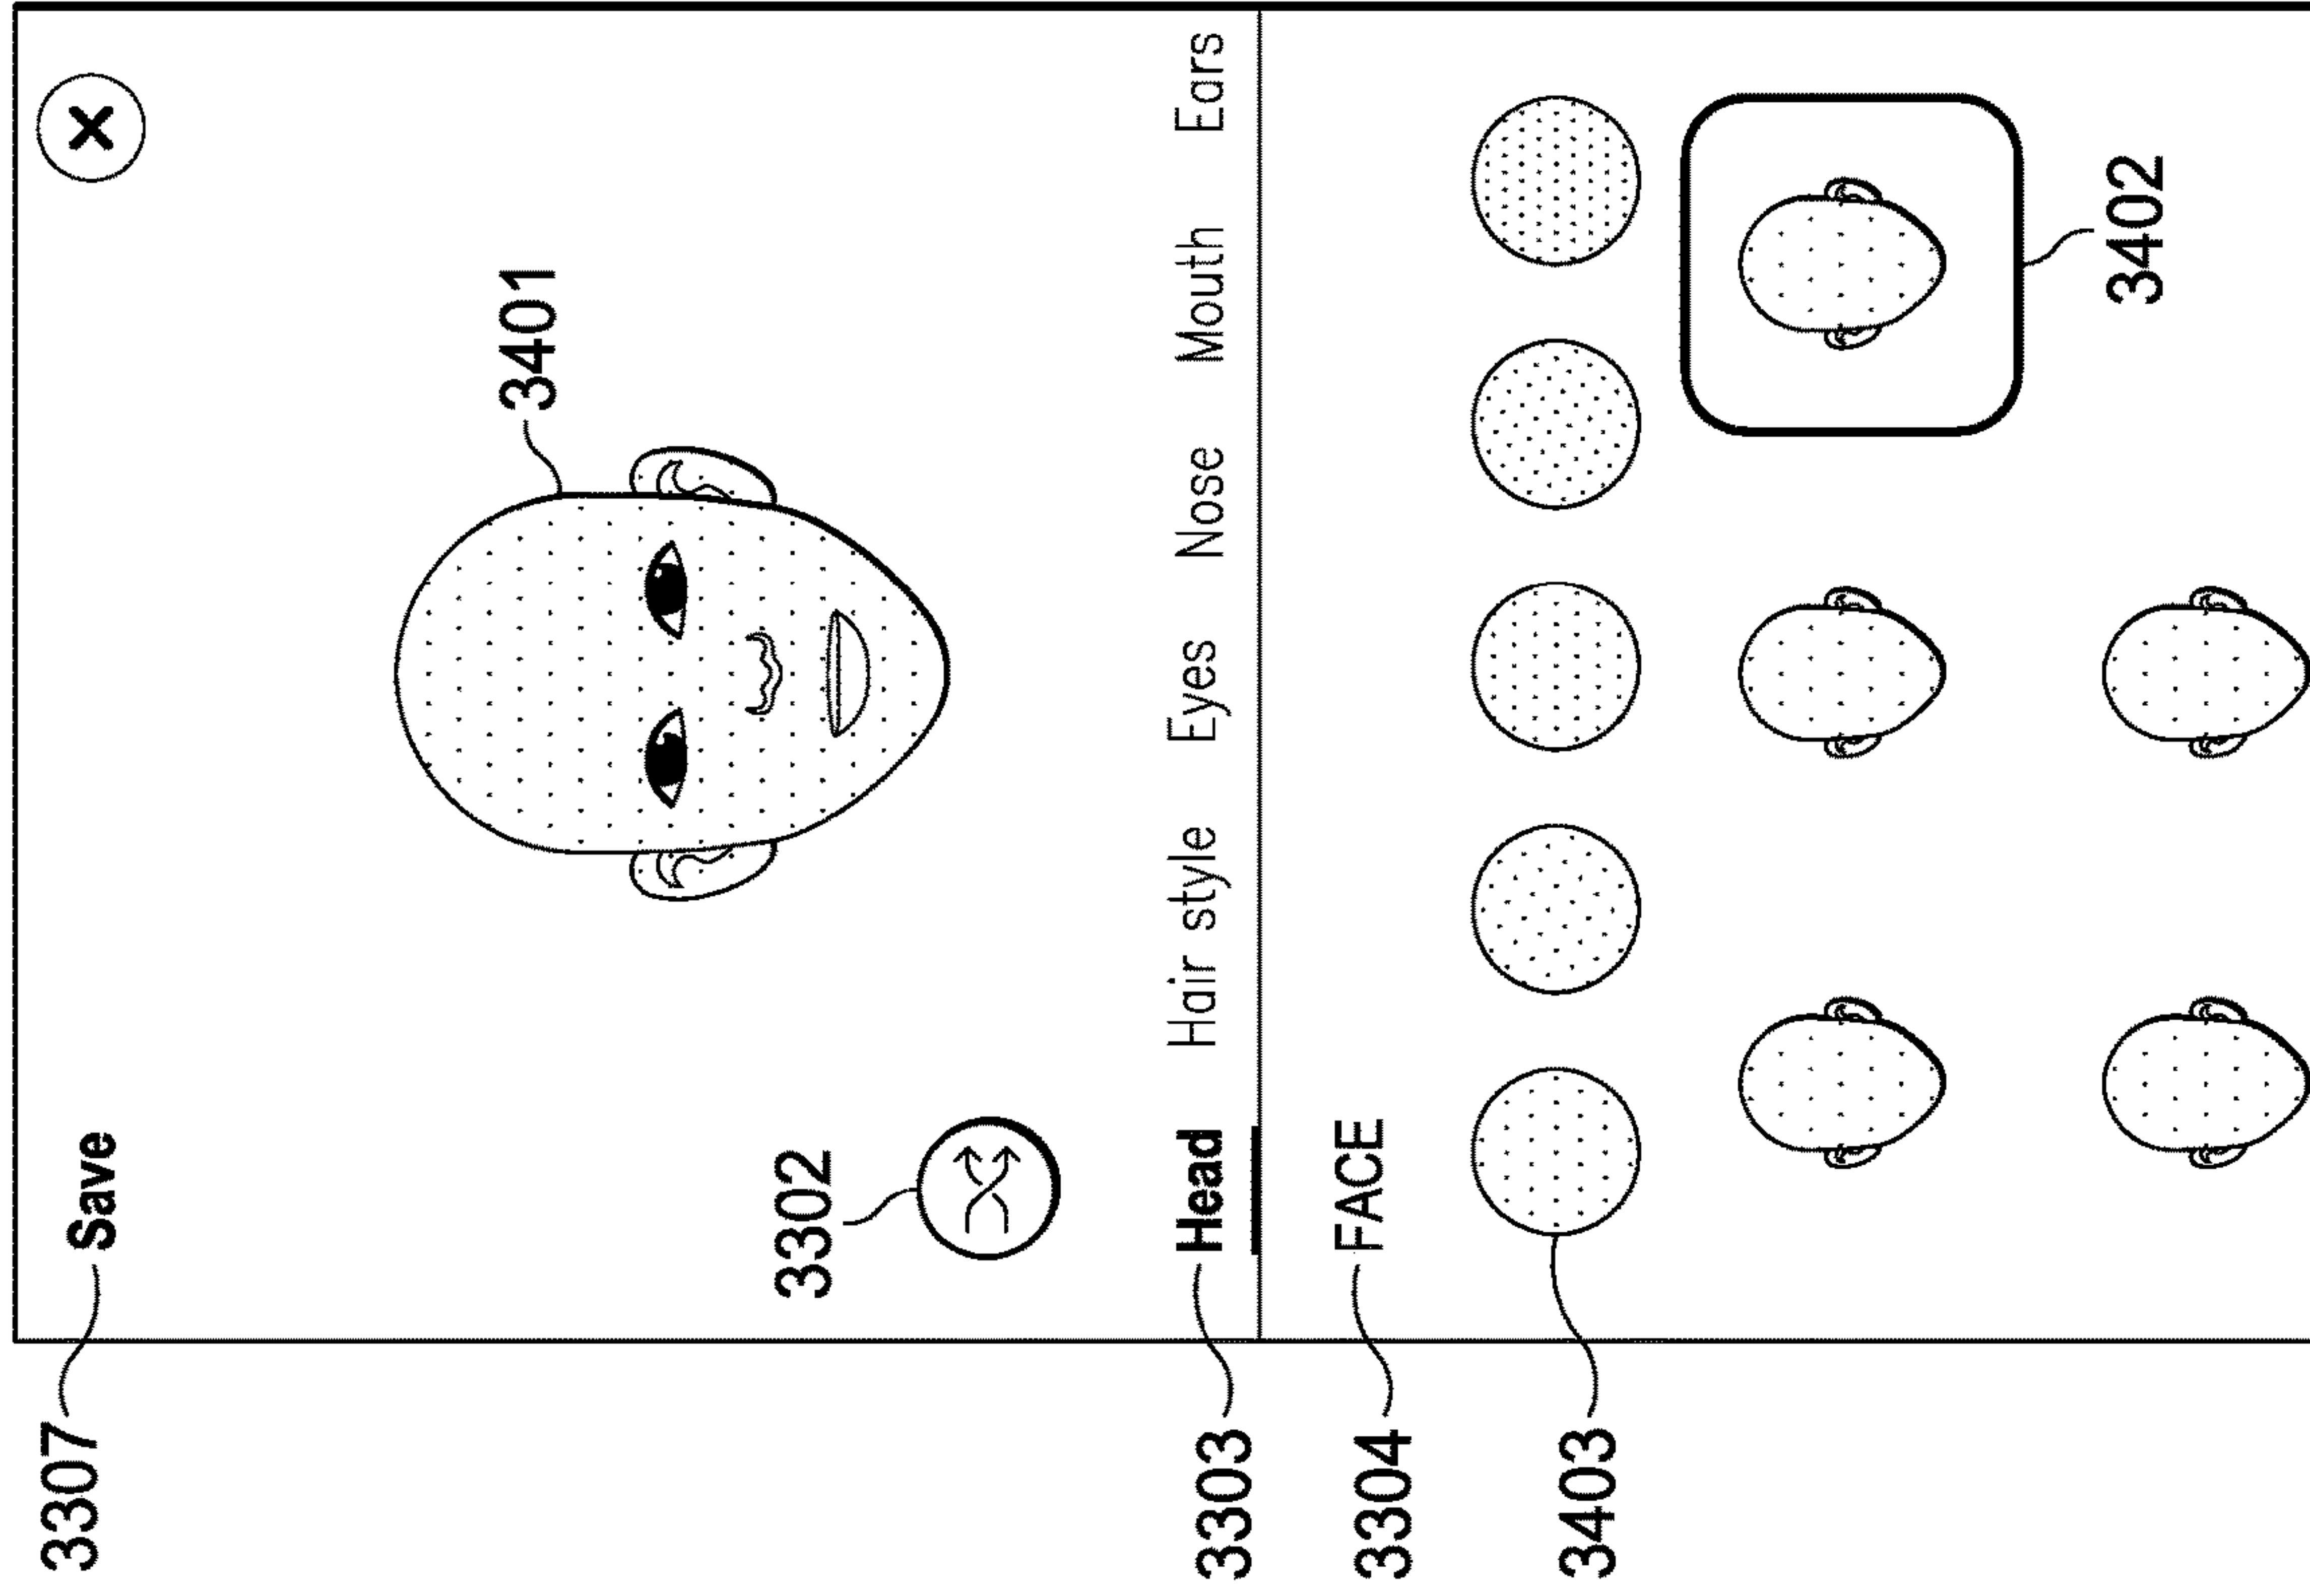 3307
Save
3401
3302
3303
Head Hair style Eyes Nose Mouth Ears
3304
FACE
3403
3402